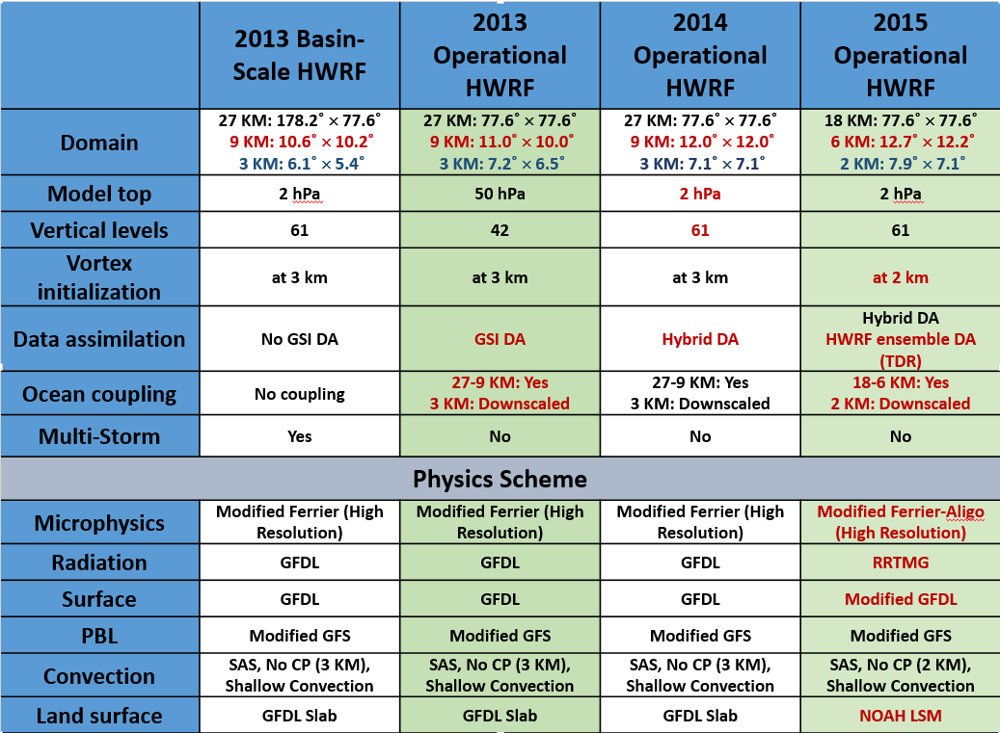 2013 Basin-
Scale HWRF
2013
Operational
HWRF
2014
Operational
HWRF
2015
Operational
HWRF
Domain
27 KM: 178.2˚ × 77.6˚
9 KM: 10.6˚ × 10.2˚
3 KM: 6.1˚ × 5.4˚
27 KM: 77.6˚ × 77.6˚
9 KM: 11.0˚ × 10.0˚
3 KM: 7.2˚ × 6.5˚
27 KM: 77.6˚ × 77.6˚
9 KM: 12.0˚ × 12.0˚
3 KM: 7.1˚ × 7.1˚
18 KM: 77.6˚ × 77.6˚
6 KM: 12.7˚ × 12.2˚
2 KM: 7.9˚ × 7.1˚
Model top
2 hPa
50 hPa
2 hPa
2 hPa
Vertical levels
61
42
61
61
Vortex
initialization
at 3 km
at 3 km
at 3 km
at 2 km
Data assimilation
No GSI DA
GSI DA
Hybrid DA
Hybrid DA
HWRF ensemble DA
(TDR)
Ocean coupling
No coupling
27-9 KM: Yes
3 KM: Downscaled
27-9 KM: Yes
3 KM: Downscaled
18-6 KM: Yes
2 KM: Downscaled
Multi-Storm
Yes
No
No
No
Physics Scheme
Microphysics
Modified Ferrier (High
Resolution)
Modified Ferrier (High
Resolution)
Modified Ferrier (High
Resolution)
Modified Ferrier-Aligo
(High Resolution)
Radiation
GFDL
GFDL
GFDL
RRTMG
Surface
GFDL
GFDL
GFDL
Modified GFDL
PBL
Modified GFS
Modified GFS
Modified GFS
Modified GFS
Convection
SAS, No CP (3 KM),
Shallow Convection
SAS, No CP (3 KM),
Shallow Convection
SAS, No CP (3 KM),
Shallow Convection
SAS, No CP (2 KM),
Shallow Convection
Land surface
GFDL Slab
GFDL Slab
GFDL Slab
NOAH LSM